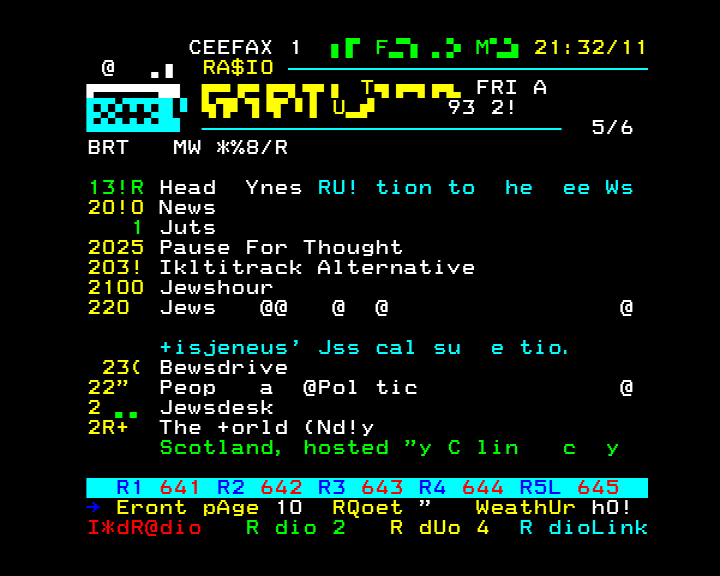 CEEFAX 1 F M 21:32/11
@ RA$IO
T FRI A
U 93 2!
5/6
BRT MW *%8/R
13!R Head Ynes RU! tion to he ee Ws
20!0 News
1 Juts
2025 Pause For Thought
203! Ikltitrack Alternative
2100 Jewshour
220 Jews @@ @ @ @
+isjeneus' Jss cal su e tio.
23( Bewsdrive
22" Peop a @Pol tic @
2 Jewsdesk
2R+ The +orld (Nd!y
Scotland, hosted "y C lin c y
R1 641 R2 642 R3 643 R4 644 R5L 645
→ Eront pAge 10 RQoet " WeathUr hO!
I*dR@dio R dio 2 R dUo 4 R dioLink